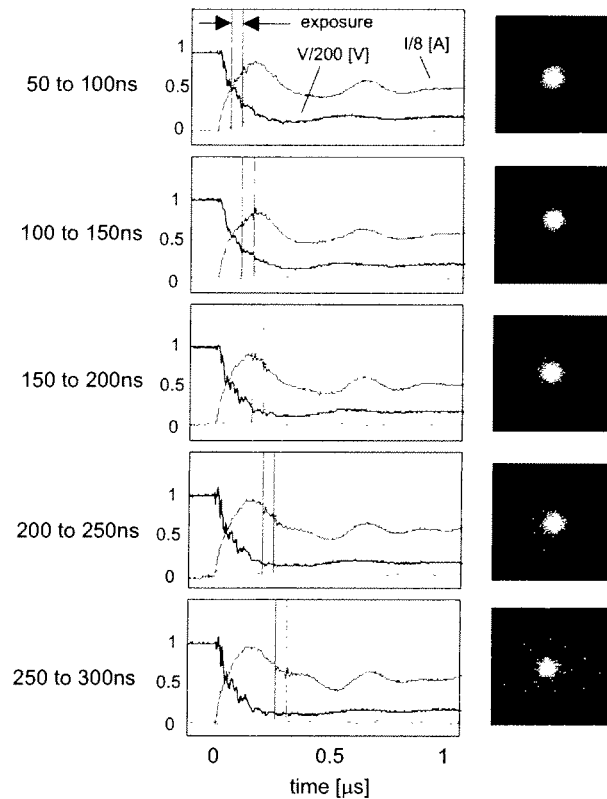 exposure
V/200 [V]
I/8 [A]
50 to 100ns
1
0.5
0
100 to 150ns
1
0.5
0
150 to 200ns
1
0.5
0
200 to 250ns
1
0.5
0
250 to 300ns
1
0.5
0
0 0.5 1
time [µs]